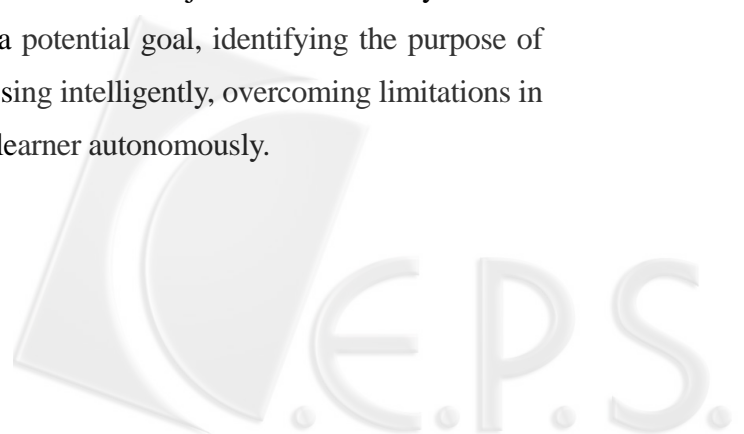 a potential goal, identifying the purpose of
sing intelligently, overcoming limitations in
learner autonomously.
C.E.P.S.